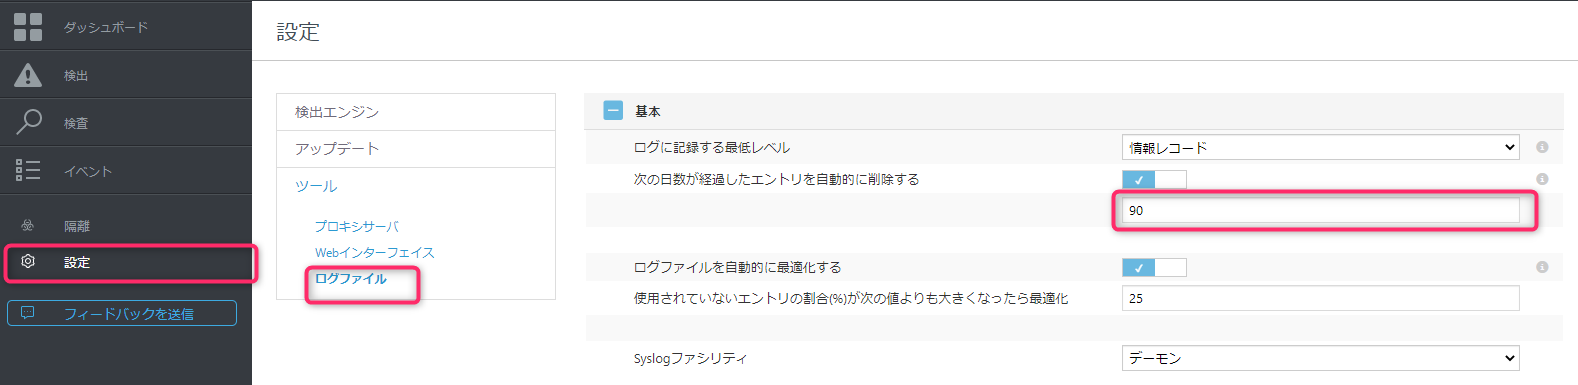 ダッシュボード
検出
検査
イベント
隔離
設定
フィードバックを送信
設定
検出エンジン
アップデート
ツール
プロキシサーバ
Webインターフェイス
ログファイル
基本
ログに記録する最低レベル
情報レコード
次の日数が経過したエントリを自動的に削除する
90
ログファイルを自動的に最適化する
使用されていないエントリの割合(%)が次の値よりも大きくなったら最適化
25
Syslogファシリティ
デーモン